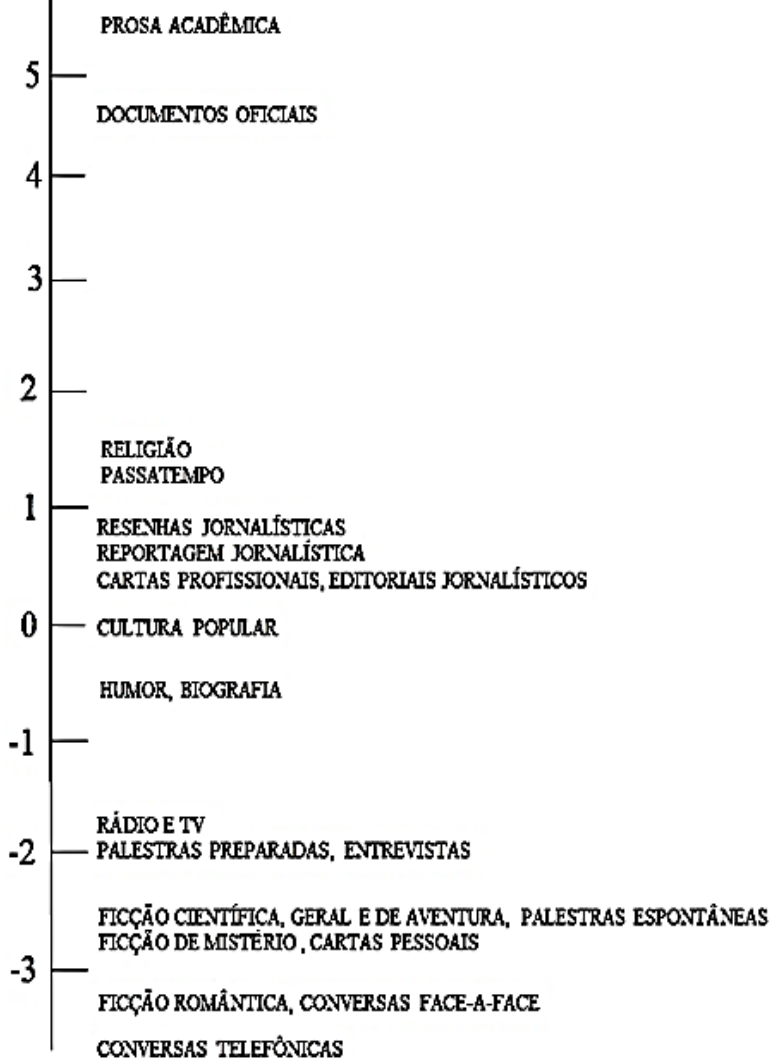 PROSA ACADÊMICA
5
DOCUMENTOS OFICIAIS
4
3
2
RELIGIÃO
PASSATEMPO
1
RESENHAS JORNALÍSTICAS
REPORTAGEM JORNALÍSTICA
CARTAS PROFISSIONAIS, EDITORIAIS JORNALÍSTICOS
0 CULTURA POPULAR
HUMOR, BIOGRAFIA
-1
RÁDIO E TV
-2 PALESTRAS PREPARADAS, ENTREVISTAS
FICÇÃO CIENTÍFICA, GERAL E DE AVENTURA, PALESTRAS ESPONTÂNEAS
FICÇÃO DE MISTÉRIO, CARTAS PESSOAIS
-3
FICÇÃO ROMÂNTICA, CONVERSAS FACE-A-FACE
CONVERSAS TELEFÔNICAS